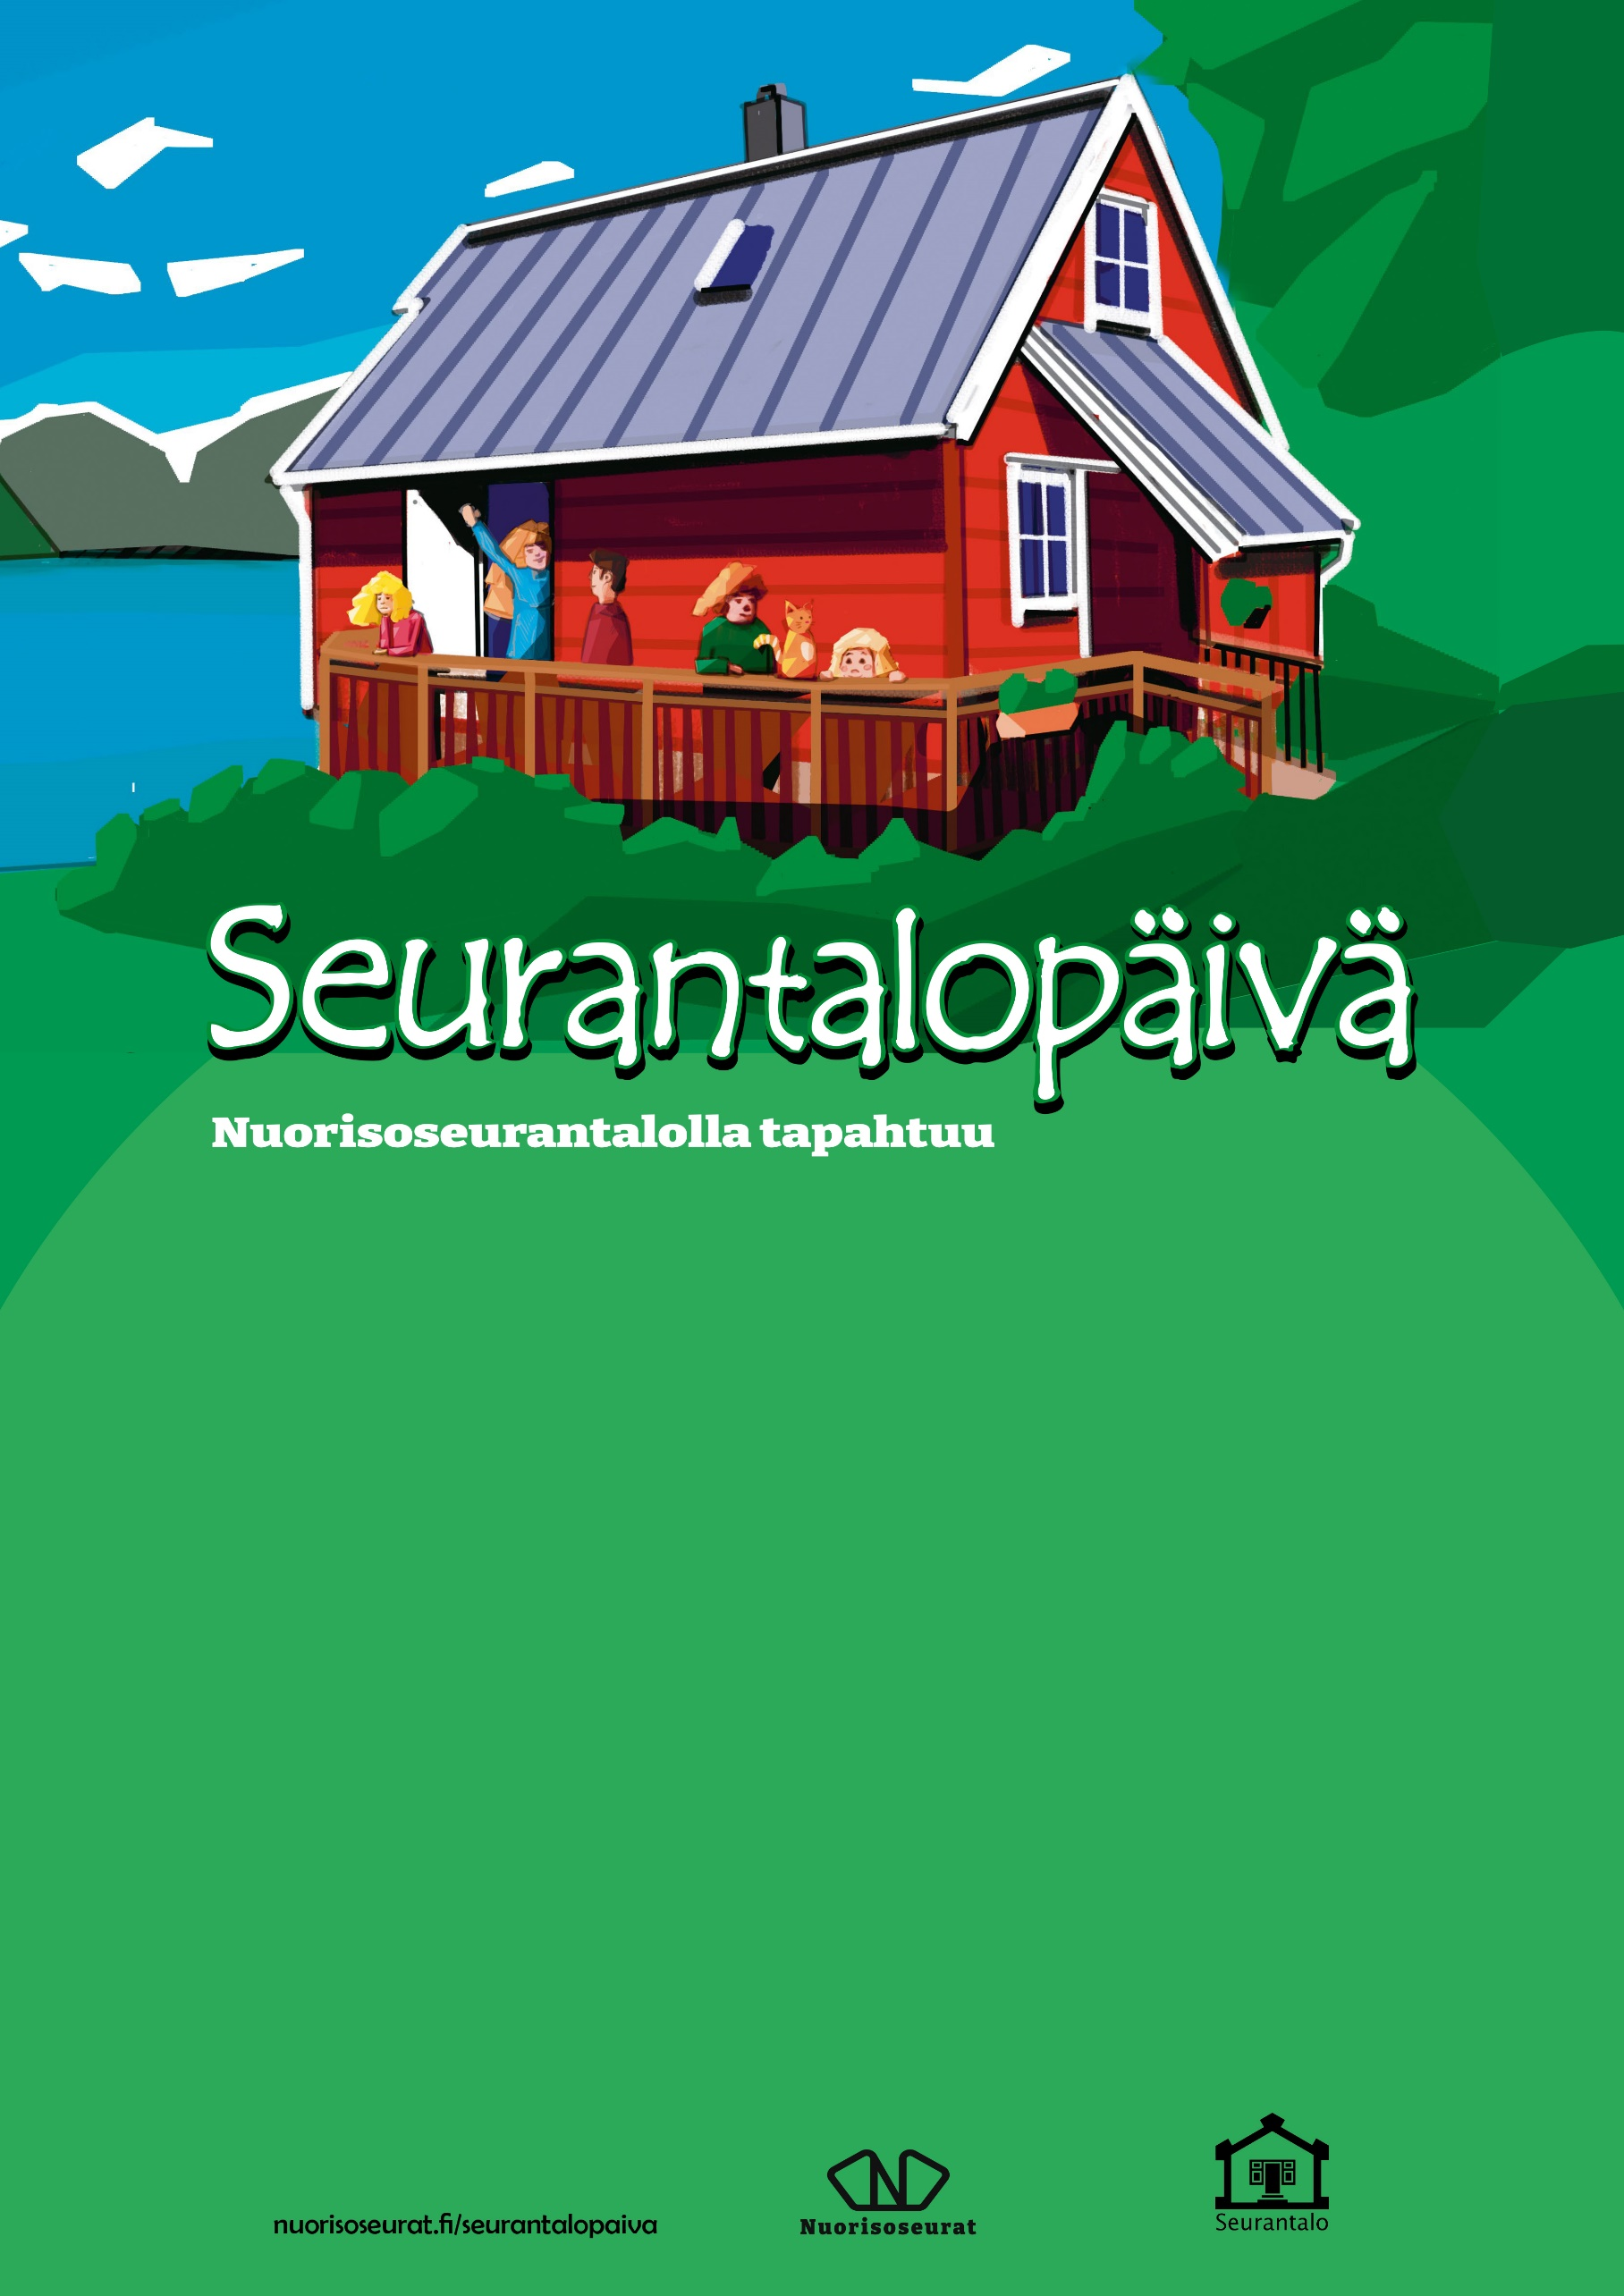 Seurantalopäivä
Nuorisoseurantalolla tapahtuu
nuorisoseurat.fi/seurantalopaiva
N
Nuorisoseurat
Seurantalo